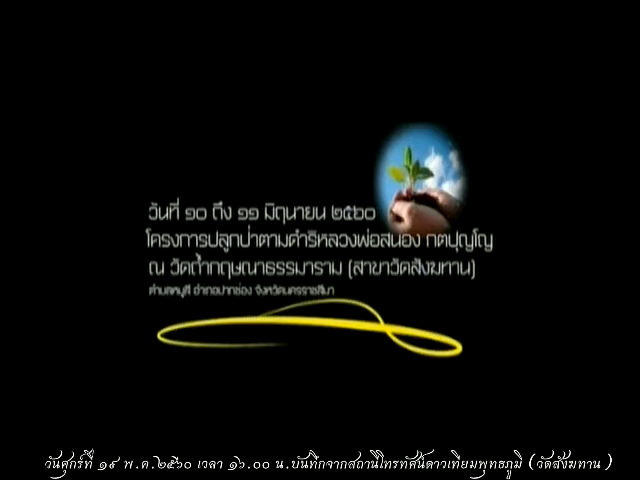 วันที่ ๑๐ ถึง ๑๑ มิถุนายน ๒๕๖๐
โครงการปลูกป่าตามดำริหลวงพ่อสนอง กตปุญโญ
ณ วัดถ้ำกฤษณาธรรมาราม (สาขาวัดสังฆทาน)
ตำบลหมูสี อำเภอปากช่อง จังหวัดนครราชสีมา
วันศุกร์ที่ ๑๙ พ.ค.๒๕๖๐ เวลา ๑๖.๐๐ น.บันทึกจากสถานีโทรทัศน์ดาวเทียมพุทธภูมิ (วัดสังฆทาน)